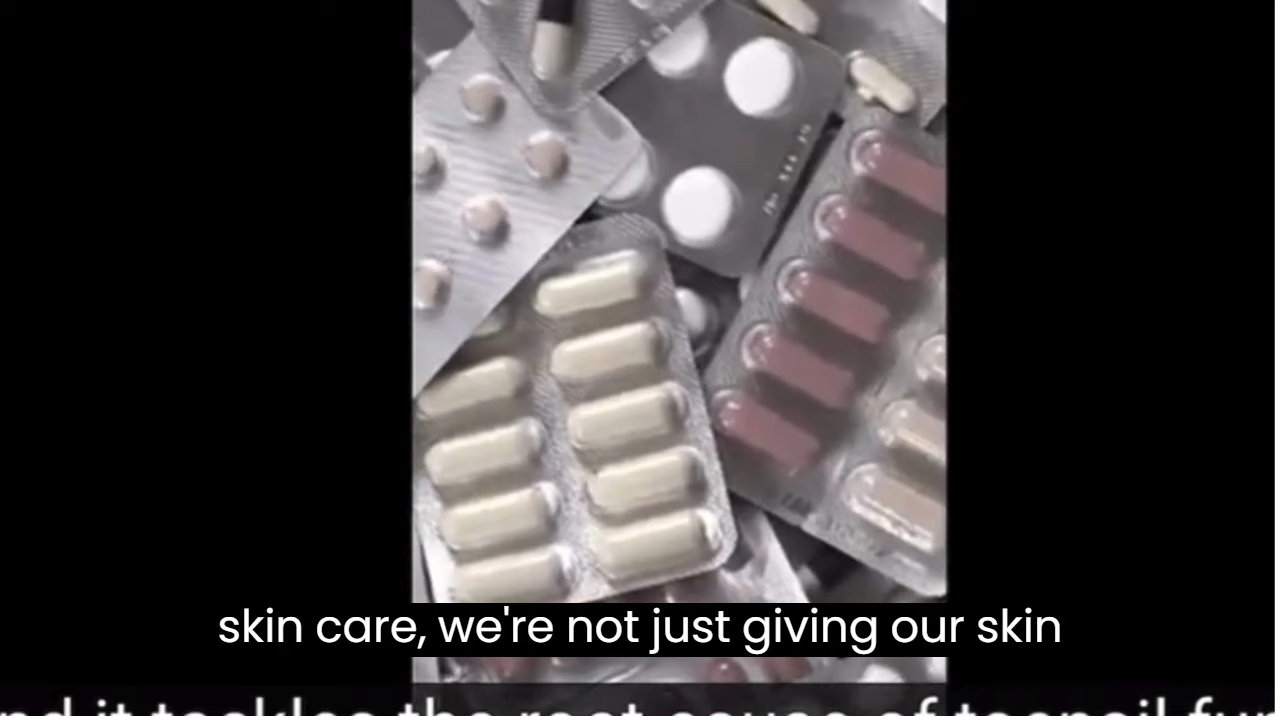 skin care, we're not just giving our skin
it tackles the root cause of toenail